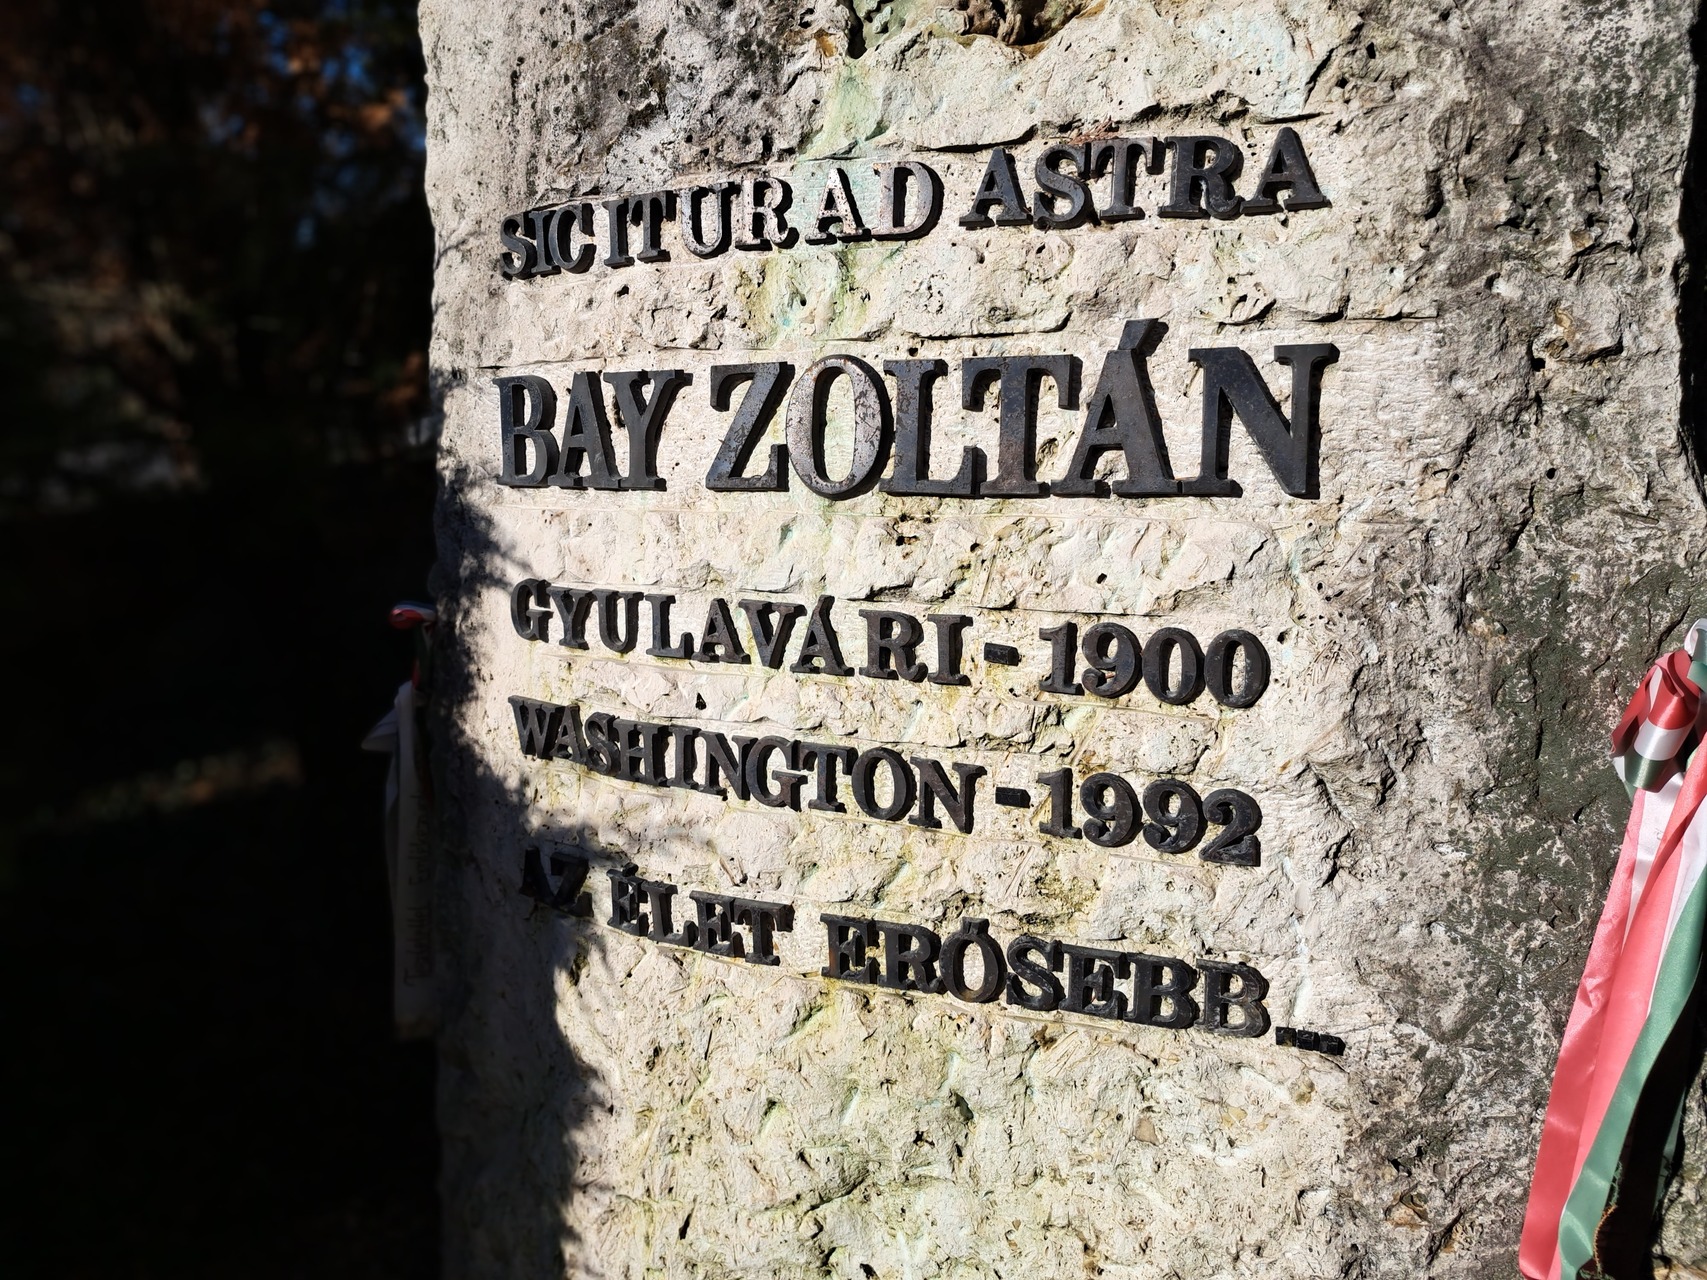 SIC ITUR AD ASTRA
BAY ZOLTÁN
GYULAVÁRI - 1900
WASHINGTON - 1992
AZ ÉLET ERŐSEBB...